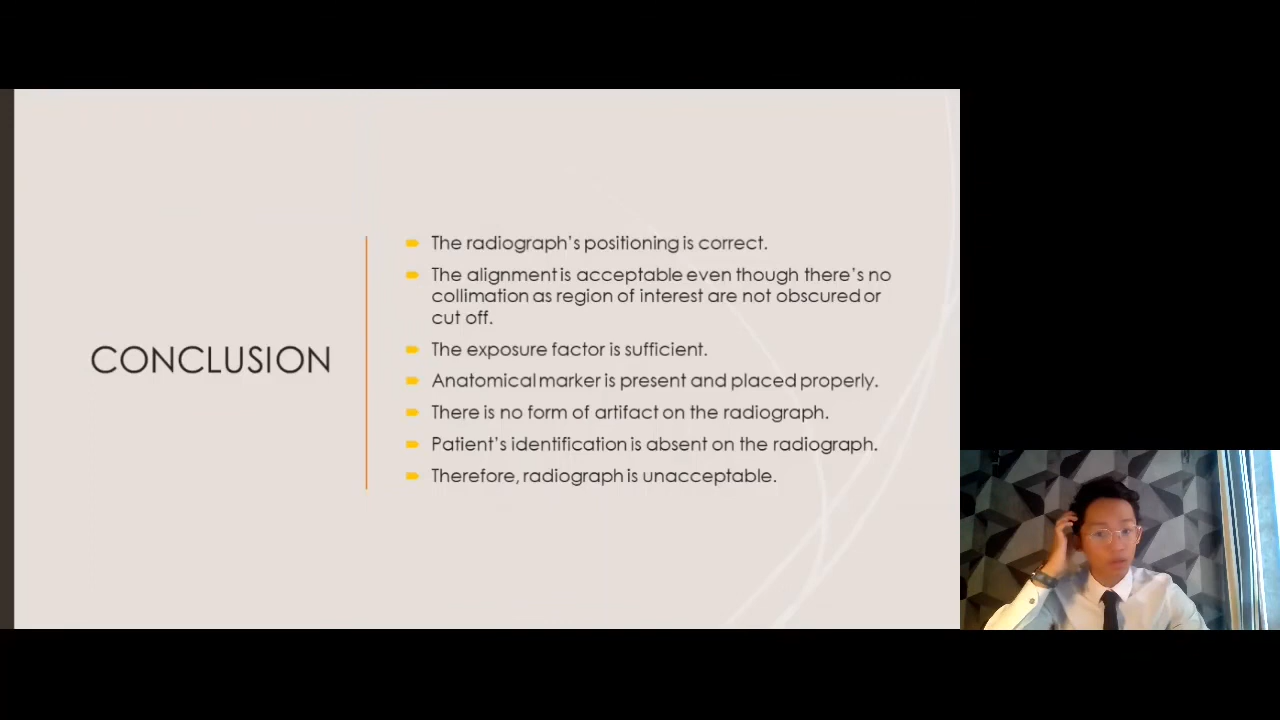 CONCLUSION
The radiograph's positioning is correct.
The alignment is acceptable even though there's no
collimation as region of interest are not obscured or
cut off.
The exposure factor is sufficient.
Anatomical marker is present and placed properly.
There is no form of artifact on the radiograph.
Patient's identification is absent on the radiograph.
Therefore, radiograph is unacceptable.